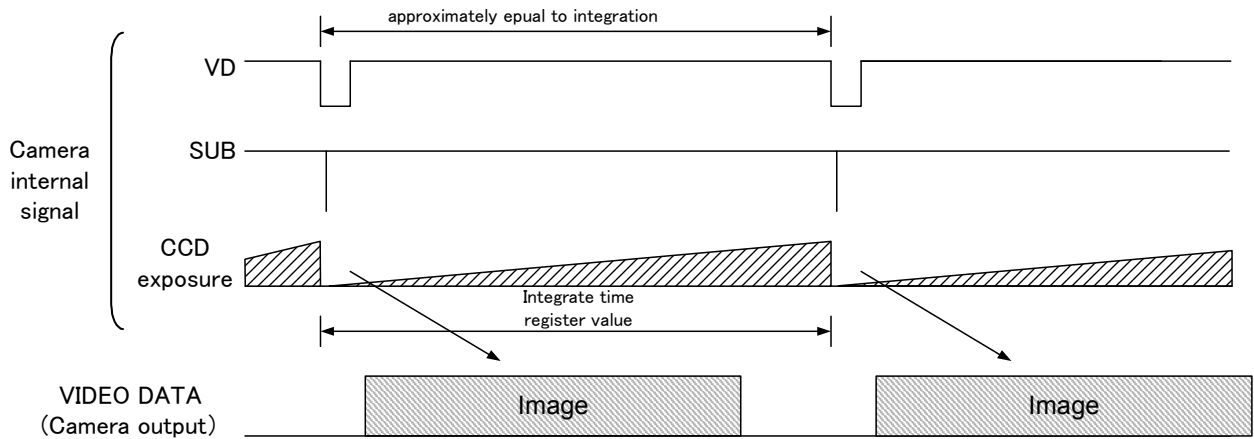 approximately epual to integration
VD
SUB
Camera
internal
signal
CCD
exposure
Integrate time
register value
VIDEO DATA
(Camera output)
Image
Image